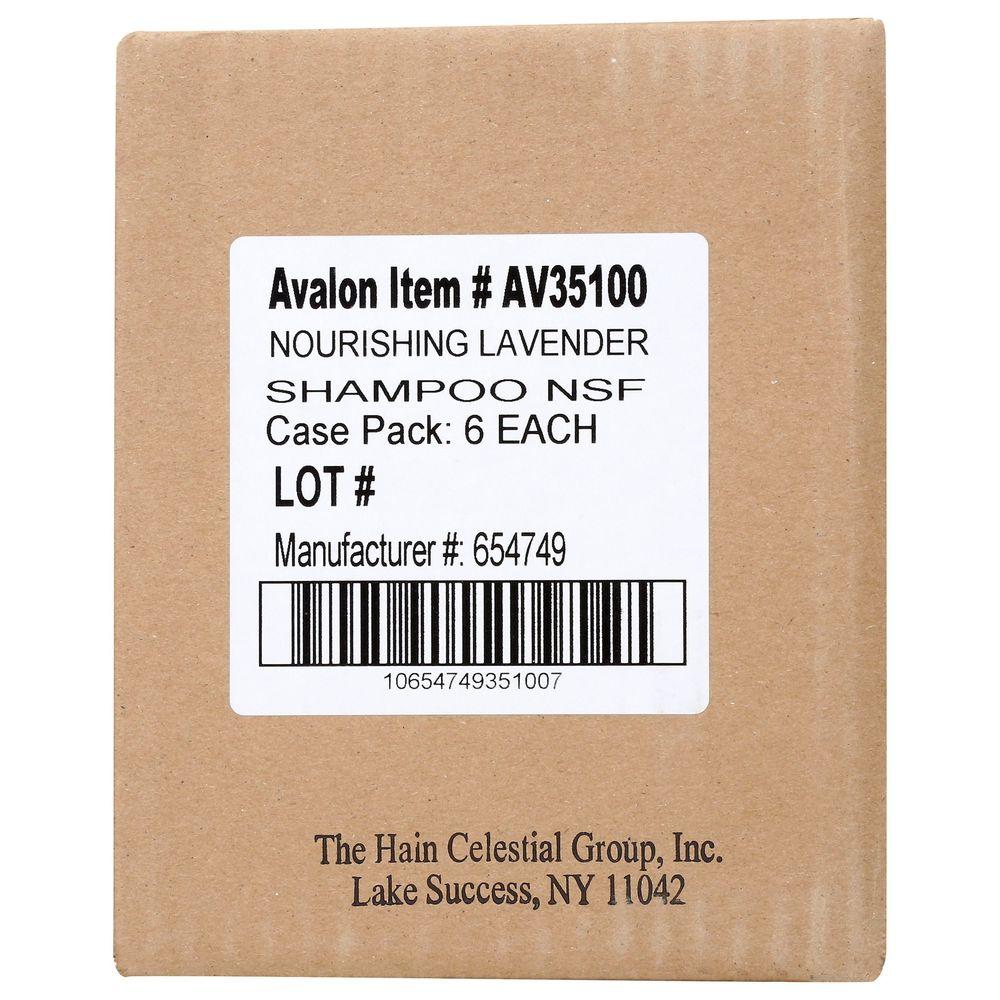 Avalon Item # AV35100
NOURISHING LAVENDER
SHAMPOO NSF
Case Pack: 6 EACH
LOT #
Manufacturer #: 654749
10654749351007
The Hain Celestial Group, Inc.
Lake Success, NY 11042